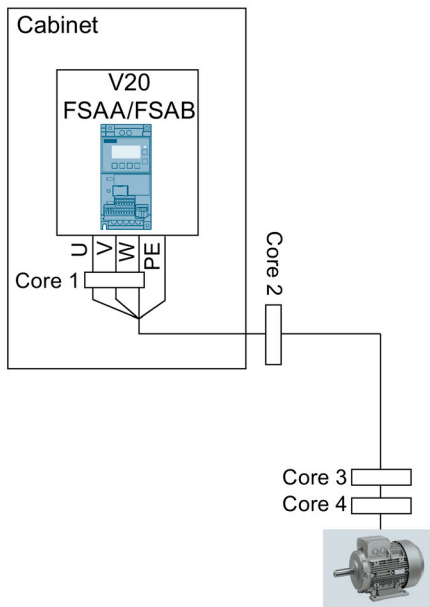 Cabinet
V20
FSAA/FSAB
U
V
W
PE
Core 1
Core 2
Core 3
Core 4